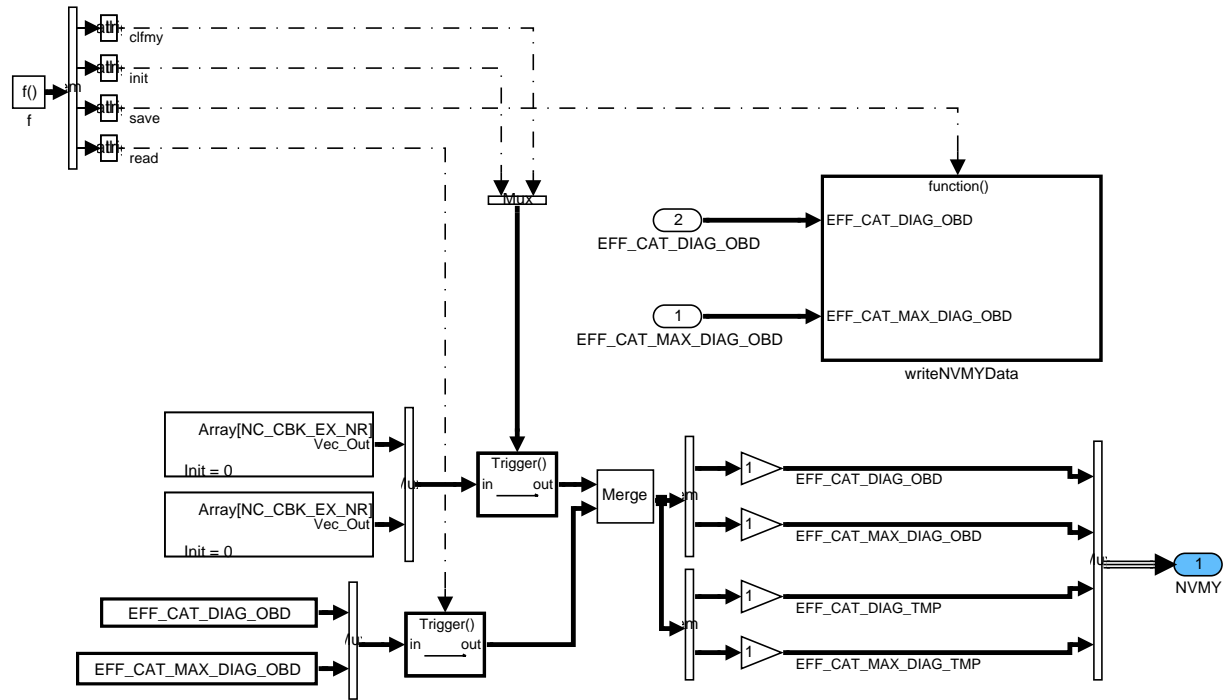 clfmy
f()
init
f
save
read
function()
Mux
2
EFF_CAT_DIAG_OBD
EFF_CAT_DIAG_OBD
1
EFF_CAT_MAX_DIAG_OBD
EFF_CAT_MAX_DIAG_OBD
writeNVMYData
Array[NC_CBK_EX_NR]
Vec_Out
Init = 0
Array[NC_CBK_EX_NR]
Vec_Out
Init = 0
Trigger()
in
out
Merge
1
EFF_CAT_DIAG_OBD
1
EFF_CAT_MAX_DIAG_OBD
1
NVMY
EFF_CAT_DIAG_OBD
EFF_CAT_MAX_DIAG_OBD
Trigger()
in
out
1
EFF_CAT_DIAG_TMP
1
EFF_CAT_MAX_DIAG_TMP